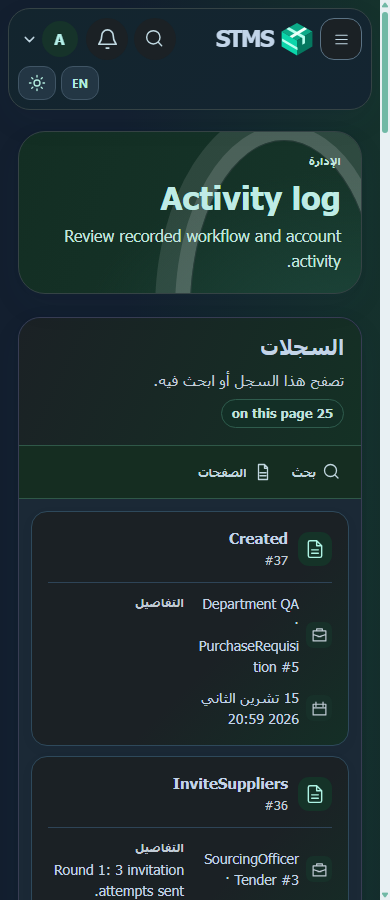 STMS
A
EN
الإدارة
Activity log
Review recorded workflow and account
activity.
السجلات
تصفح هذا السجل أو ابحث فيه.
25 on this page
بحث
الصفحات
Created
#37
Department QA
·
PurchaseRequisi
tion #5
التفاصيل
15 تشرين الثاني
2026 20:59
InviteSuppliers
#36
SourcingOfficer
· Tender #3
التفاصيل
Round 1: 3 invitation
attempts sent.